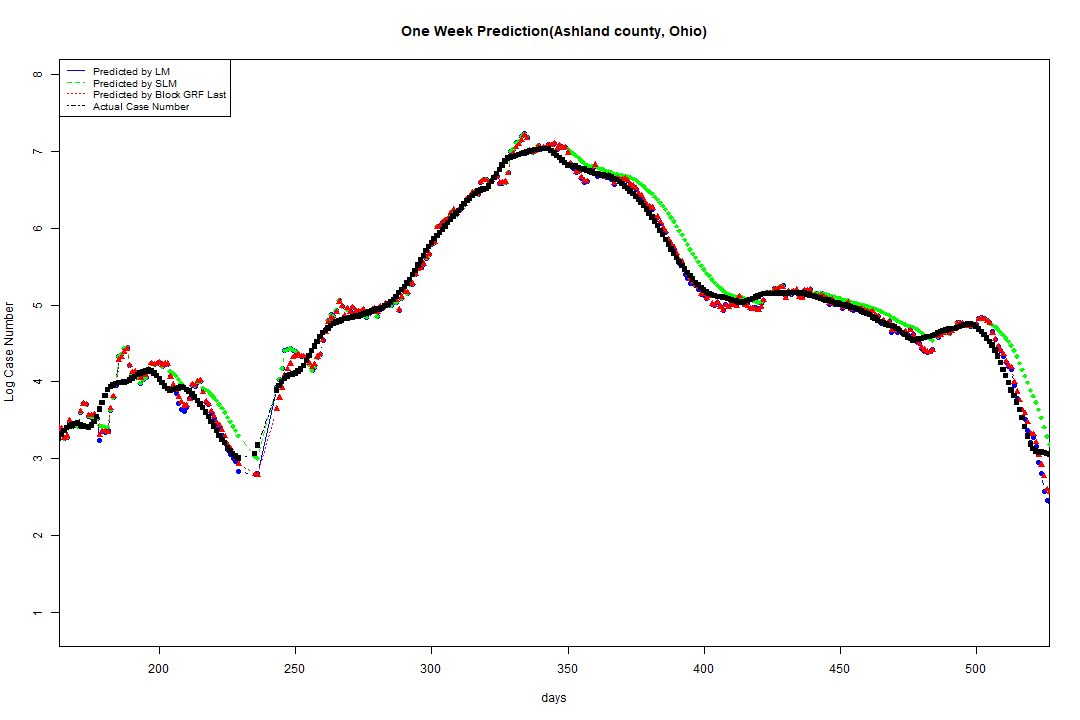 One Week Prediction(Ashland county, Ohio)
Predicted by LM
Predicted by SLM
Predicted by Block GRF Last
Actual Case Number
8
7
6
5
4
3
2
1
Log Case Number
200 250 300 350 400 450 500
days